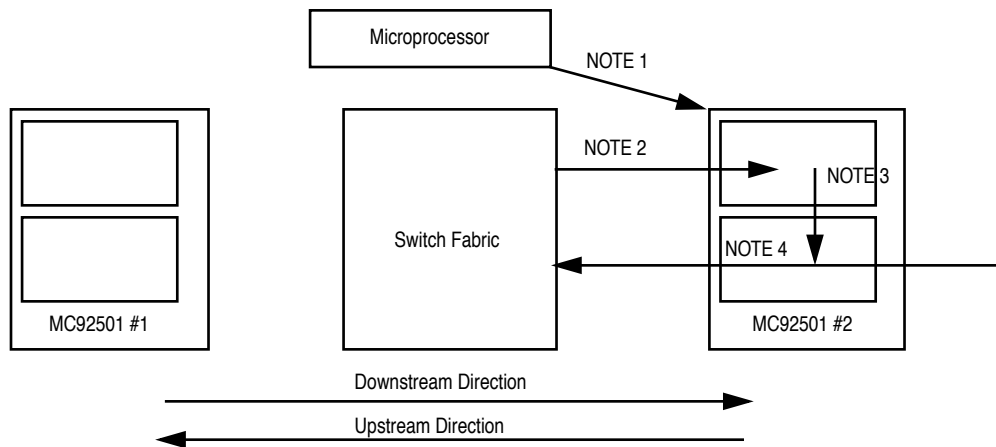 Microprocessor
NOTE 1
NOTE 2
NOTE 3
Switch Fabric
NOTE 4
MC92501 #1
MC92501 #2
Downstream Direction
Upstream Direction